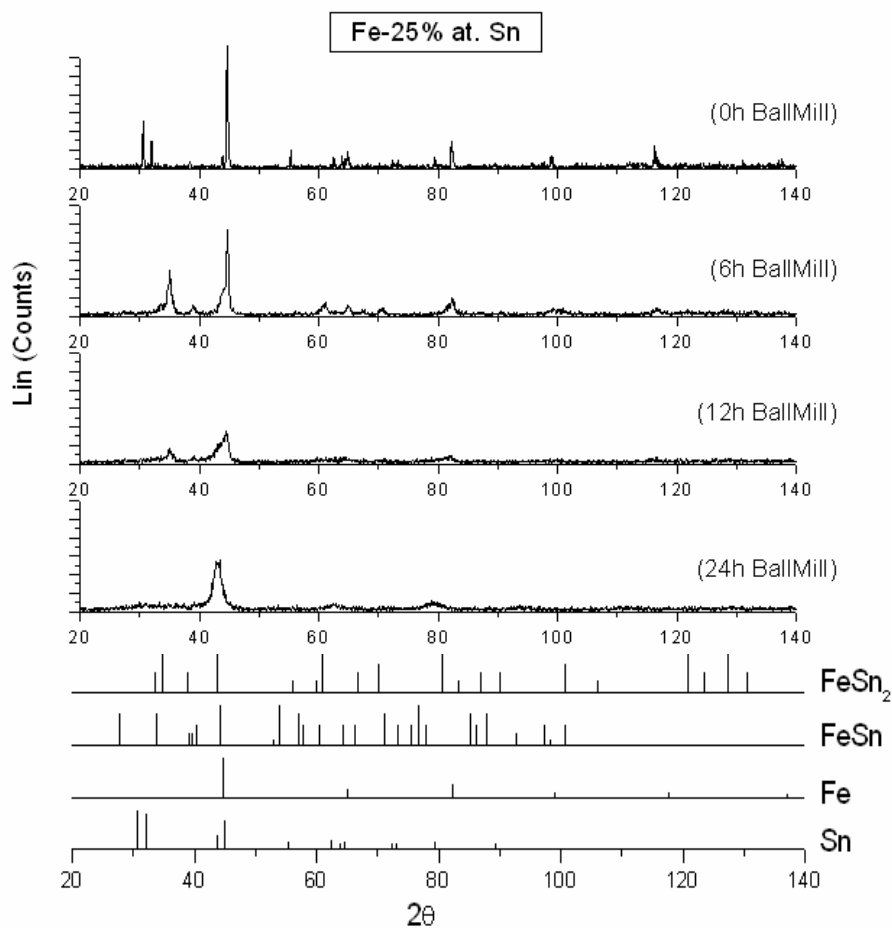 Fe-25% at. Sn
Lin (Counts)
(0h BallMill)
20 40 60 80 100 120 140
(6h BallMill)
20 40 60 80 100 120 140
(12h BallMill)
20 40 60 80 100 120 140
(24h BallMill)
20 40 60 80 100 120 140
FeSn₂
FeSn
Fe
Sn
20 40 60 80 100 120 140
2θ